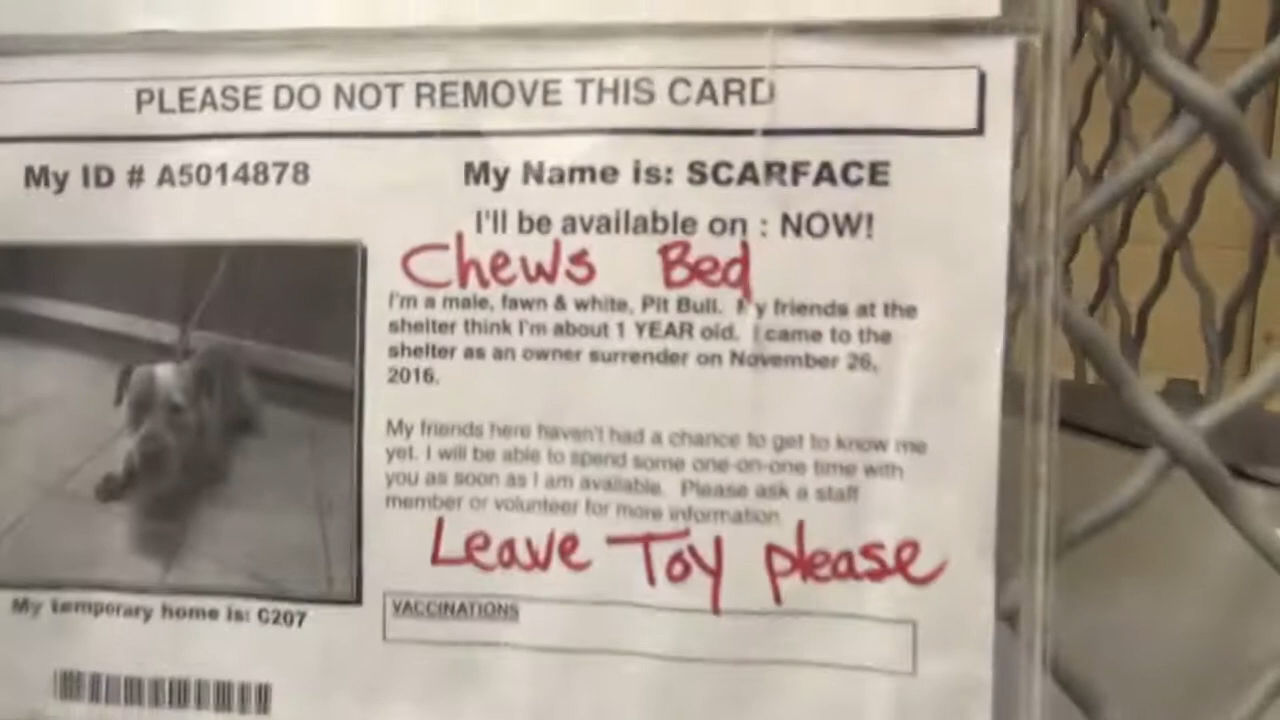 PLEASE DO NOT REMOVE THIS CARD
My ID # A5014878
My Name is: SCARFACE
I'll be available on : NOW!
Chews Bed
I'm a male, fawn & white, Pit Bull. My friends at the
shelter think I'm about 1 YEAR old. I came to the
shelter as an owner surrender on November 26,
2016.
My friends here haven't had a chance to get to know me
yet. I will be able to spend some one-on-one time with
you as soon as I am available. Please ask a staff
member or volunteer for more information
Leave Toy please
My temporary home is: C207
VACCINATIONS